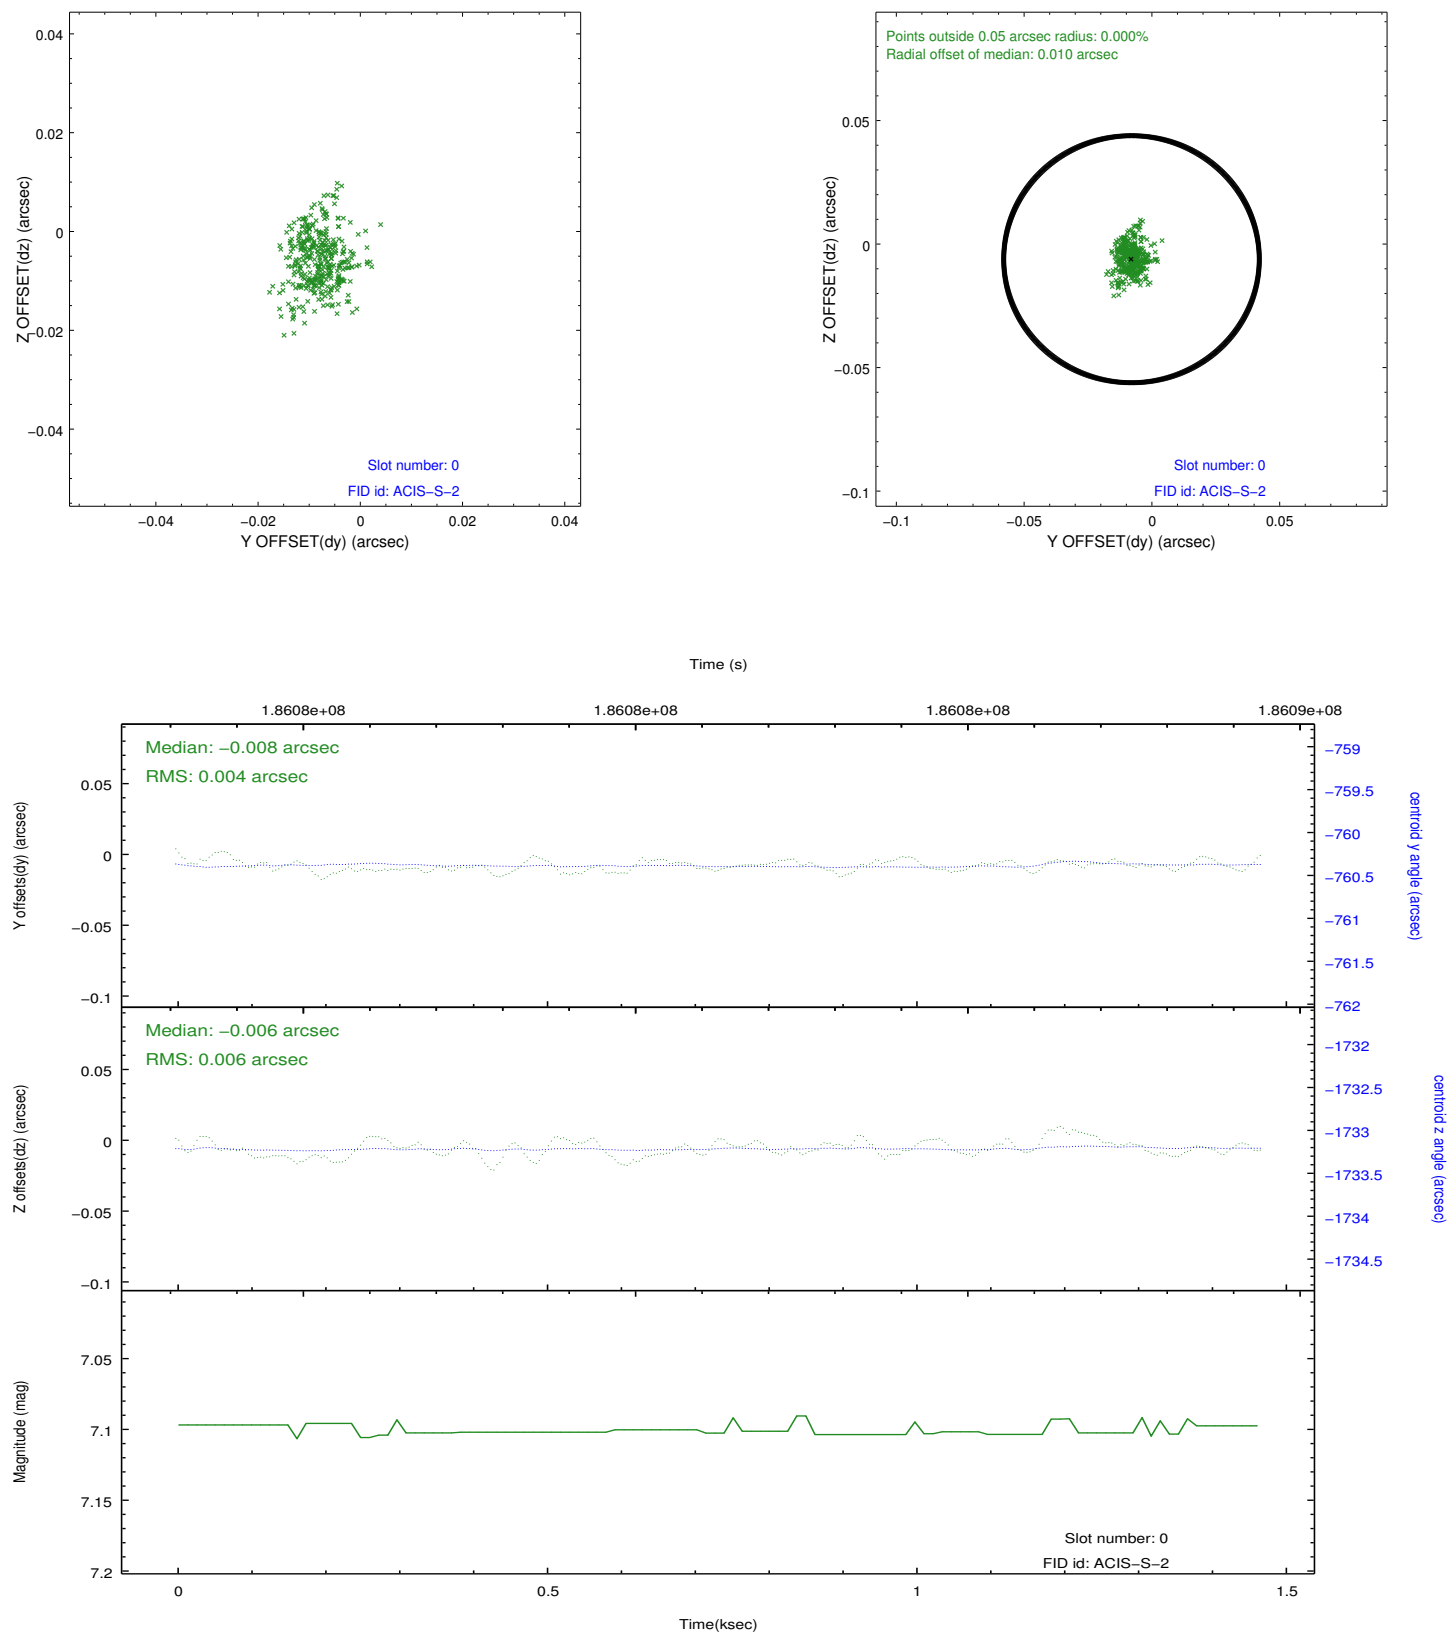 0.04
0.02
0
−0.02
−0.04
Z OFFSET(dz) (arcsec)
Slot number: 0
FID id: ACIS−S−2
−0.04
−0.02
0
0.02
0.04
Y OFFSET(dy) (arcsec)
Points outside 0.05 arcsec radius: 0.000%
Radial offset of median: 0.010 arcsec
0.05
0
−0.05
−0.1
Z OFFSET(dz) (arcsec)
Slot number: 0
FID id: ACIS−S−2
−0.1
−0.05
0
0.05
Y OFFSET(dy) (arcsec)
Time (s)
1.8608e+08
1.8608e+08
1.8608e+08
1.8609e+08
Median: −0.008 arcsec
RMS: 0.004 arcsec
0.05
0
−0.05
−0.1
Y offsets(dy) (arcsec)
−759
−759.5
−760
−760.5
−761
−761.5
−762
centroid y angle (arcsec)
Median: −0.006 arcsec
RMS: 0.006 arcsec
0.05
0
−0.05
−0.1
Z offsets(dz) (arcsec)
−1732
−1732.5
−1733
−1733.5
−1734
−1734.5
centroid z angle (arcsec)
7.05
7.1
7.15
7.2
Magnitude (mag)
Slot number: 0
FID id: ACIS−S−2
0
0.5
1
1.5
Time(ksec)